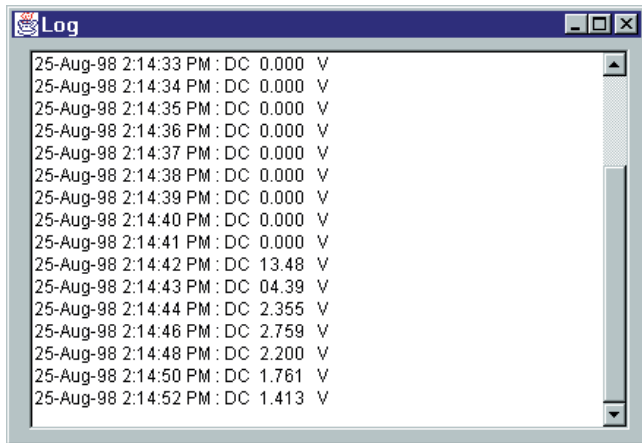 Log
25-Aug-98 2:14:33 PM : DC 0.000 V
25-Aug-98 2:14:34 PM : DC 0.000 V
25-Aug-98 2:14:35 PM : DC 0.000 V
25-Aug-98 2:14:36 PM : DC 0.000 V
25-Aug-98 2:14:37 PM : DC 0.000 V
25-Aug-98 2:14:38 PM : DC 0.000 V
25-Aug-98 2:14:39 PM : DC 0.000 V
25-Aug-98 2:14:40 PM : DC 0.000 V
25-Aug-98 2:14:41 PM : DC 0.000 V
25-Aug-98 2:14:42 PM : DC 13.48 V
25-Aug-98 2:14:43 PM : DC 04.39 V
25-Aug-98 2:14:44 PM : DC 2.355 V
25-Aug-98 2:14:46 PM : DC 2.759 V
25-Aug-98 2:14:48 PM : DC 2.200 V
25-Aug-98 2:14:50 PM : DC 1.761 V
25-Aug-98 2:14:52 PM : DC 1.413 V